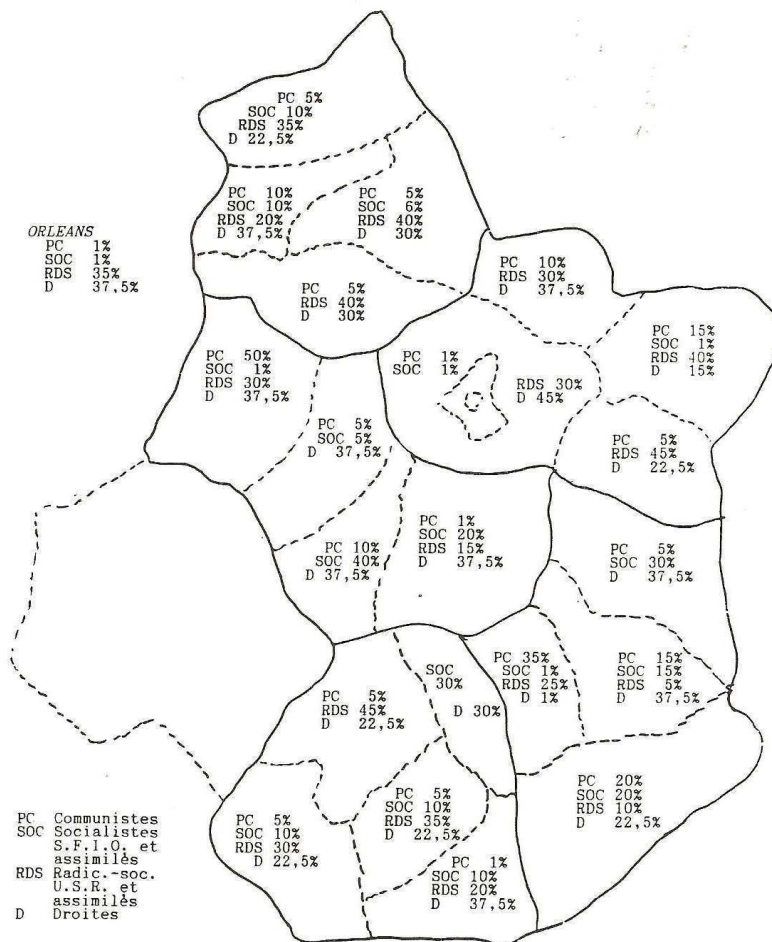 PC 5%
SOC 10%
RDS 35%
D 22,5%
PC 10%
SOC 10%
RDS 20%
D 37,5%
PC 5%
SOC 6%
RDS 40%
D 30%
ORLEANS
PC 1%
SOC 1%
RDS 35%
D 37,5%
PC 5%
RDS 40%
D 30%
PC 10%
RDS 30%
D 37,5%
PC 15%
SOC 1%
RDS 40%
D 15%
PC 50%
SOC 1%
RDS 30%
D 37,5%
PC 1%
SOC 1%
RDS 30%
D 45%
PC 5%
SOC 5%
D 37,5%
PC 5%
RDS 45%
D 22,5%
PC 10%
SOC 40%
D 37,5%
PC 1%
SOC 20%
RDS 15%
D 37,5%
PC 5%
SOC 30%
D 37,5%
PC 5%
RDS 45%
D 22,5%
SOC
30%
D 30%
PC 35%
SOC 1%
RDS 25%
D 1%
PC 15%
SOC 15%
RDS 5%
D 37,5%
PC 5%
SOC 10%
RDS 30%
D 22,5%
PC 5%
SOC 10%
RDS 35%
D 22,5%
PC 1%
SOC 10%
RDS 20%
D 37,5%
PC 20%
SOC 20%
RDS 10%
D 22,5%
PC Communistes
SOC Socialistes
S.F.I.O. et
assimilés
RDS Radic.-soc.
U.S.R. et
assimilés
D Droites